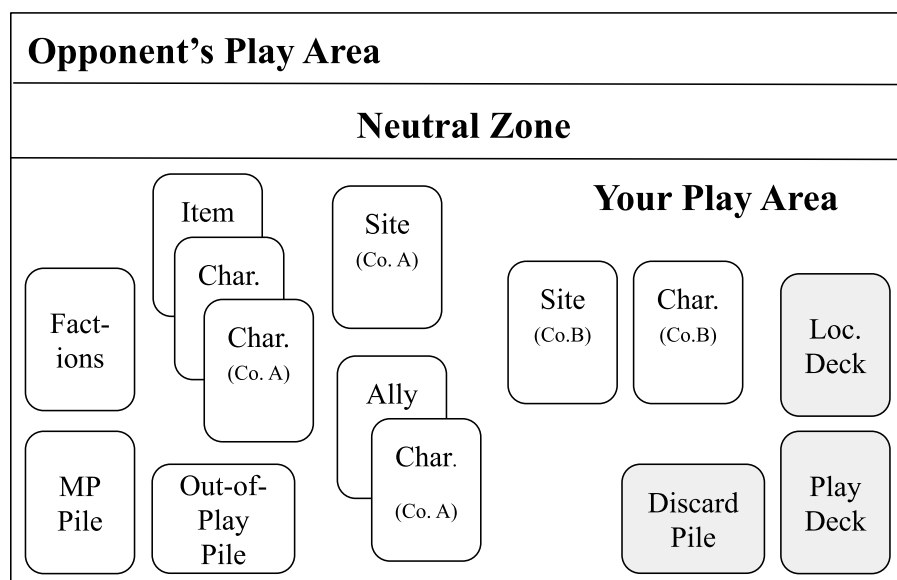 Opponent’s Play Area
Neutral Zone
Your Play Area
Item
Char.
Char.
(Co. A)
Site
(Co. A)
Site
(Co.B)
Char.
(Co.B)
Loc.
Deck
Fact-
ions
Ally
Char.
(Co. A)
MP
Pile
Out-of-
Play
Pile
Discard
Pile
Play
Deck